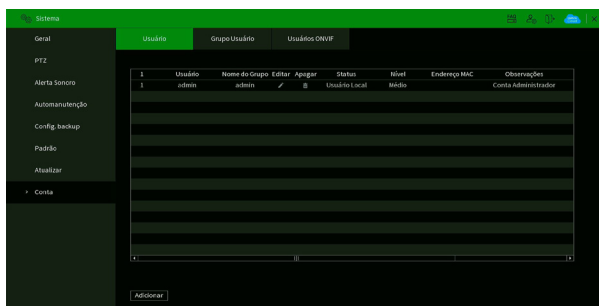 Sistema
Geral
PTZ
Alerta Sonoro
Automanutenção
Config. backup
Padrão
Atualizar
Conta
Usuário Grupo Usuário Usuários ONVIF
1 Usuário Nome do Grupo Editar Apagar Status Nível Endereço MAC Observações
1 admin admin Usuário Local Médio Conta Administrador
Adicionar